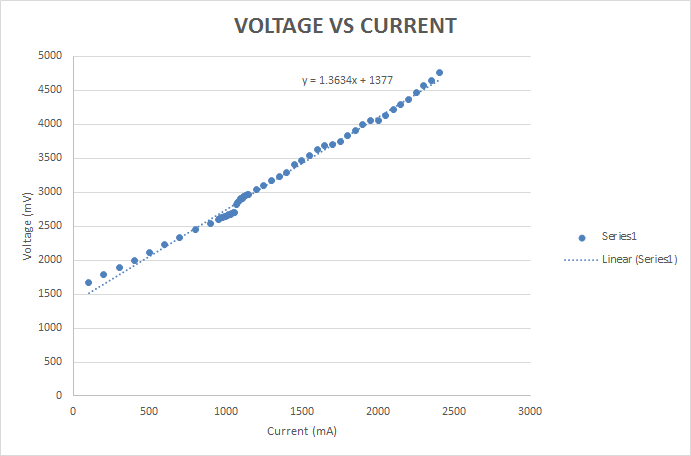 VOLTAGE VS CURRENT
5000
4500
4000
3500
3000
2500
2000
1500
1000
500
0
Voltage (mV)
y = 1.3634x + 1377
0 500 1000 1500 2000 2500 3000
Current (mA)
Series1
Linear (Series1)